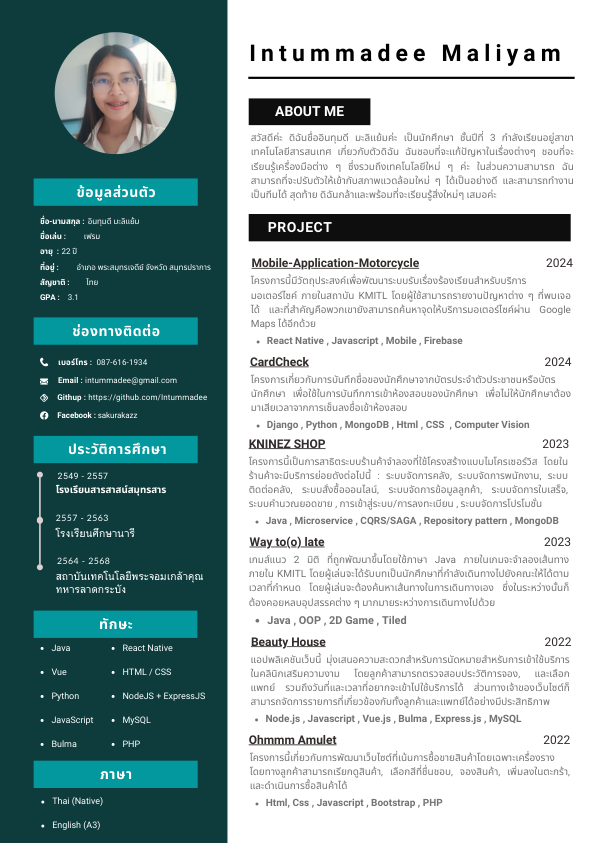 Intummadee Maliyam
ABOUT ME
สวัสดีค่ะ ดิฉันชื่ออินทุมดี มะลิแย้มค่ะ เป็นนักศึกษา ชั้นปีที่ 3 กำลังเรียนอยู่สาขา
เทคโนโลยีสารสนเทศ เกี่ยวกับตัวดิฉัน ฉันชอบที่จะแก้ปัญหาในเรื่องต่างๆ ชอบที่จะ
เรียนรู้เครื่องมือต่าง ๆ ซึ่งรวมถึงเทคโนโลยีใหม่ ๆ ค่ะ ในส่วนความสามารถ ฉัน
สามารถที่จะปรับตัวให้เข้ากับสภาพแวดล้อมใหม่ ๆ ได้เป็นอย่างดี และสามารถทำงาน
เป็นทีมได้ สุดท้าย ดิฉันกล้าและพร้อมที่จะเรียนรู้สิ่งใหม่ๆ เสมอค่ะ
ข้อมูลส่วนตัว
ชื่อ-นามสกุล : อินทุมดี มะลิแย้ม
ชื่อเล่น : เฟรม
อายุ : 22 ปี
ที่อยู่ : อำเภอ พระสมุทรเจดีย์ จังหวัด สมุทรปราการ
สัญชาติ : ไทย
GPA : 3.1
ช่องทางติดต่อ
เบอร์โทร : 087-616-1934
Email : intummadee@gmail.com
Githup : https://github.com/Intummadee
Facebook : sakurakazz
ประวัติการศึกษา
2549 - 2557
โรงเรียนสารสาสน์สมุทรสาร
2557 - 2563
โรงเรียนศึกษานารี
2564 - 2568
สถาบันเทคโนโลยีพระจอมเกล้าคุณ
ทหารลาดกระบัง
ทักษะ
Java
React Native
Vue
HTML / CSS
Python
NodeJS + ExpressJS
JavaScript
MySQL
Bulma
PHP
ภาษา
Thai (Native)
English (A3)
PROJECT
Mobile-Application-Motorcycle 2024
โครงการนี้มีวัตถุประสงค์เพื่อพัฒนาระบบรับเรื่องร้องเรียนสำหรับบริการ
มอเตอร์ไซค์ ภายในสถาบัน KMITL โดยผู้ใช้สามารถรายงานปัญหาต่าง ๆ ที่พบเจอ
ได้ และที่สำคัญคือพวกเขายังสามารถค้นหาจุดให้บริการมอเตอร์ไซค์ผ่าน Google
Maps ได้อีกด้วย
React Native , Javascript , Mobile , Firebase
CardCheck 2024
โครงการเกี่ยวกับการบันทึกชื่อของนักศึกษาจากบัตรประจำตัวประชาชนหรือบัตร
นักศึกษา เพื่อใช้ในการบันทึกการเข้าห้องสอบของนักศึกษา เพื่อไม่ให้นักศึกษาต้อง
มาเสียเวลาจากการเซ็นลงชื่อเข้าห้องสอบ
Django , Python , MongoDB , Html , CSS , Computer Vision
KNINEZ SHOP 2023
โครงการนี้เป็นการสาธิตระบบร้านค้าจำลองที่ใช้โครงสร้างแบบไมโครเซอร์วิส โดยใน
ร้านค้าจะมีบริการย่อยดังต่อไปนี้ : ระบบจัดการคลัง, ระบบจัดการพนักงาน, ระบบ
ติดต่อคลัง, ระบบสั่งซื้อออนไลน์, ระบบจัดการข้อมูลลูกค้า, ระบบจัดการใบเสร็จ,
ระบบคำนวณยอดขาย , การเข้าสู่ระบบ/การลงทะเบียน , ระบบจัดการโปรโมชั่น
Java , Microservice , CQRS/SAGA , Repository pattern , MongoDB
Way to(o) late 2023
เกมส์แนว 2 มิติ ที่ถูกพัฒนาขึ้นโดยใช้ภาษา Java ภายในเกมจะจำลองเส้นทาง
ภายใน KMITL โดยผู้เล่นจะได้รับบทเป็นนักศึกษาที่กำลังเดินทางไปยังคณะให้ได้ตาม
เวลาที่กำหนด โดยผู้เล่นจะต้องค้นหาเส้นทางในการเดินทางเอง ซึ่งในระหว่างนั้นก็
ต้องคอยหลบอุปสรรคต่าง ๆ มากมายระหว่างการเดินทางไปด้วย
Java , OOP , 2D Game , Tiled
Beauty House 2022
แอปพลิเคชันเว็บนี้ มุ่งเสนอความสะดวกสำหรับการนัดหมายสำหรับการเข้าใช้บริการ
ในคลินิกเสริมความงาม โดยลูกค้าสามารถตรวจสอบประวัติการจอง, และเลือก
แพทย์ รวมถึงวันที่และเวลาที่อยากจะเข้าไปใช้บริการได้ ส่วนทางเจ้าของเว็บไซต์ก็
สามารถจัดการรายการที่เกี่ยวข้องกับทั้งลูกค้าและแพทย์ได้อย่างมีประสิทธิภาพ
Node.js , Javascript , Vue.js , Bulma , Express.js , MySQL
Ohmmm Amulet 2022
โครงการนี้เกี่ยวกับการพัฒนาเว็บไซต์ที่เน้นการซื้อขายสินค้าโดยเฉพาะเครื่องราง
โดยทางลูกค้าสามารถเรียกดูสินค้า, เลือกสีที่ชื่นชอบ, จองสินค้า, เพิ่มลงในตะกร้า,
และดำเนินการซื้อสินค้าได้
Html, Css , Javascript , Bootstrap , PHP